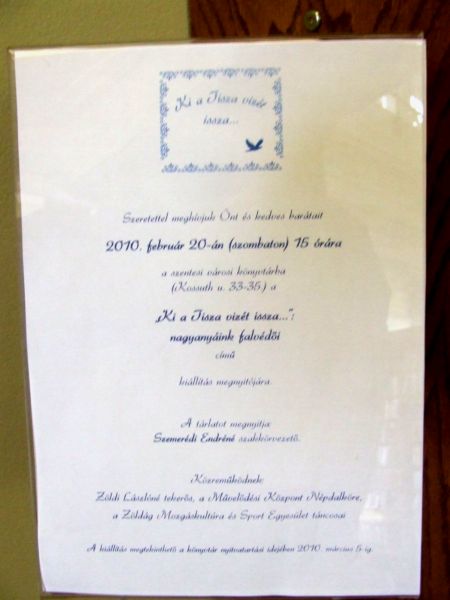 Ki a Tisza vizét
issza...
Szeretettel meghívjuk Önt és kedves barátait
2010. február 20-án (szombaton) 15 órára
a szentesi városi könyvtárba
(Kossuth u. 33-35.) a
„Ki a Tisza vizét issza...”:
nagyanyáink falvédői
című
kiállítás megnyitójára.
A tárlatot megnyitja:
Szemerédi Endréné szakkörvezető.
Közreműködnek:
Zöldi Lászlóné tekerős, a Művelődési Központ Népdalköre,
a Zöldág Mozgáskultúra és Sport Egyesület táncosai
A kiállítás megtekinthető a könyvtár nyitvatartási idejében 2010. március 5-ig.